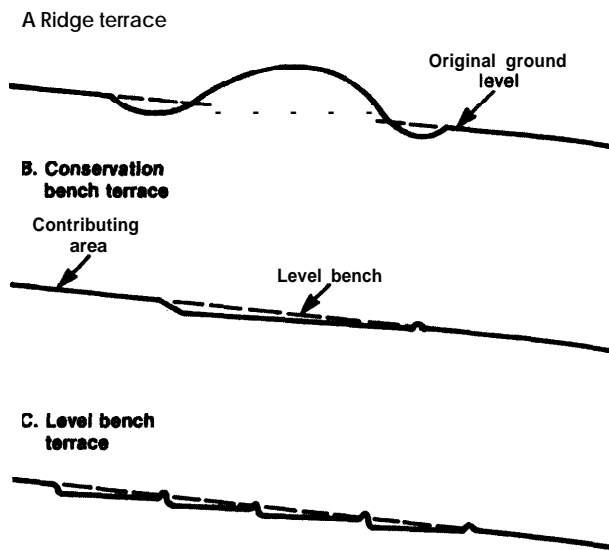 A Ridge terrace
Original ground
level
B. Conservation
bench terrace
Contributing
area
Level bench
C. Level bench
terrace